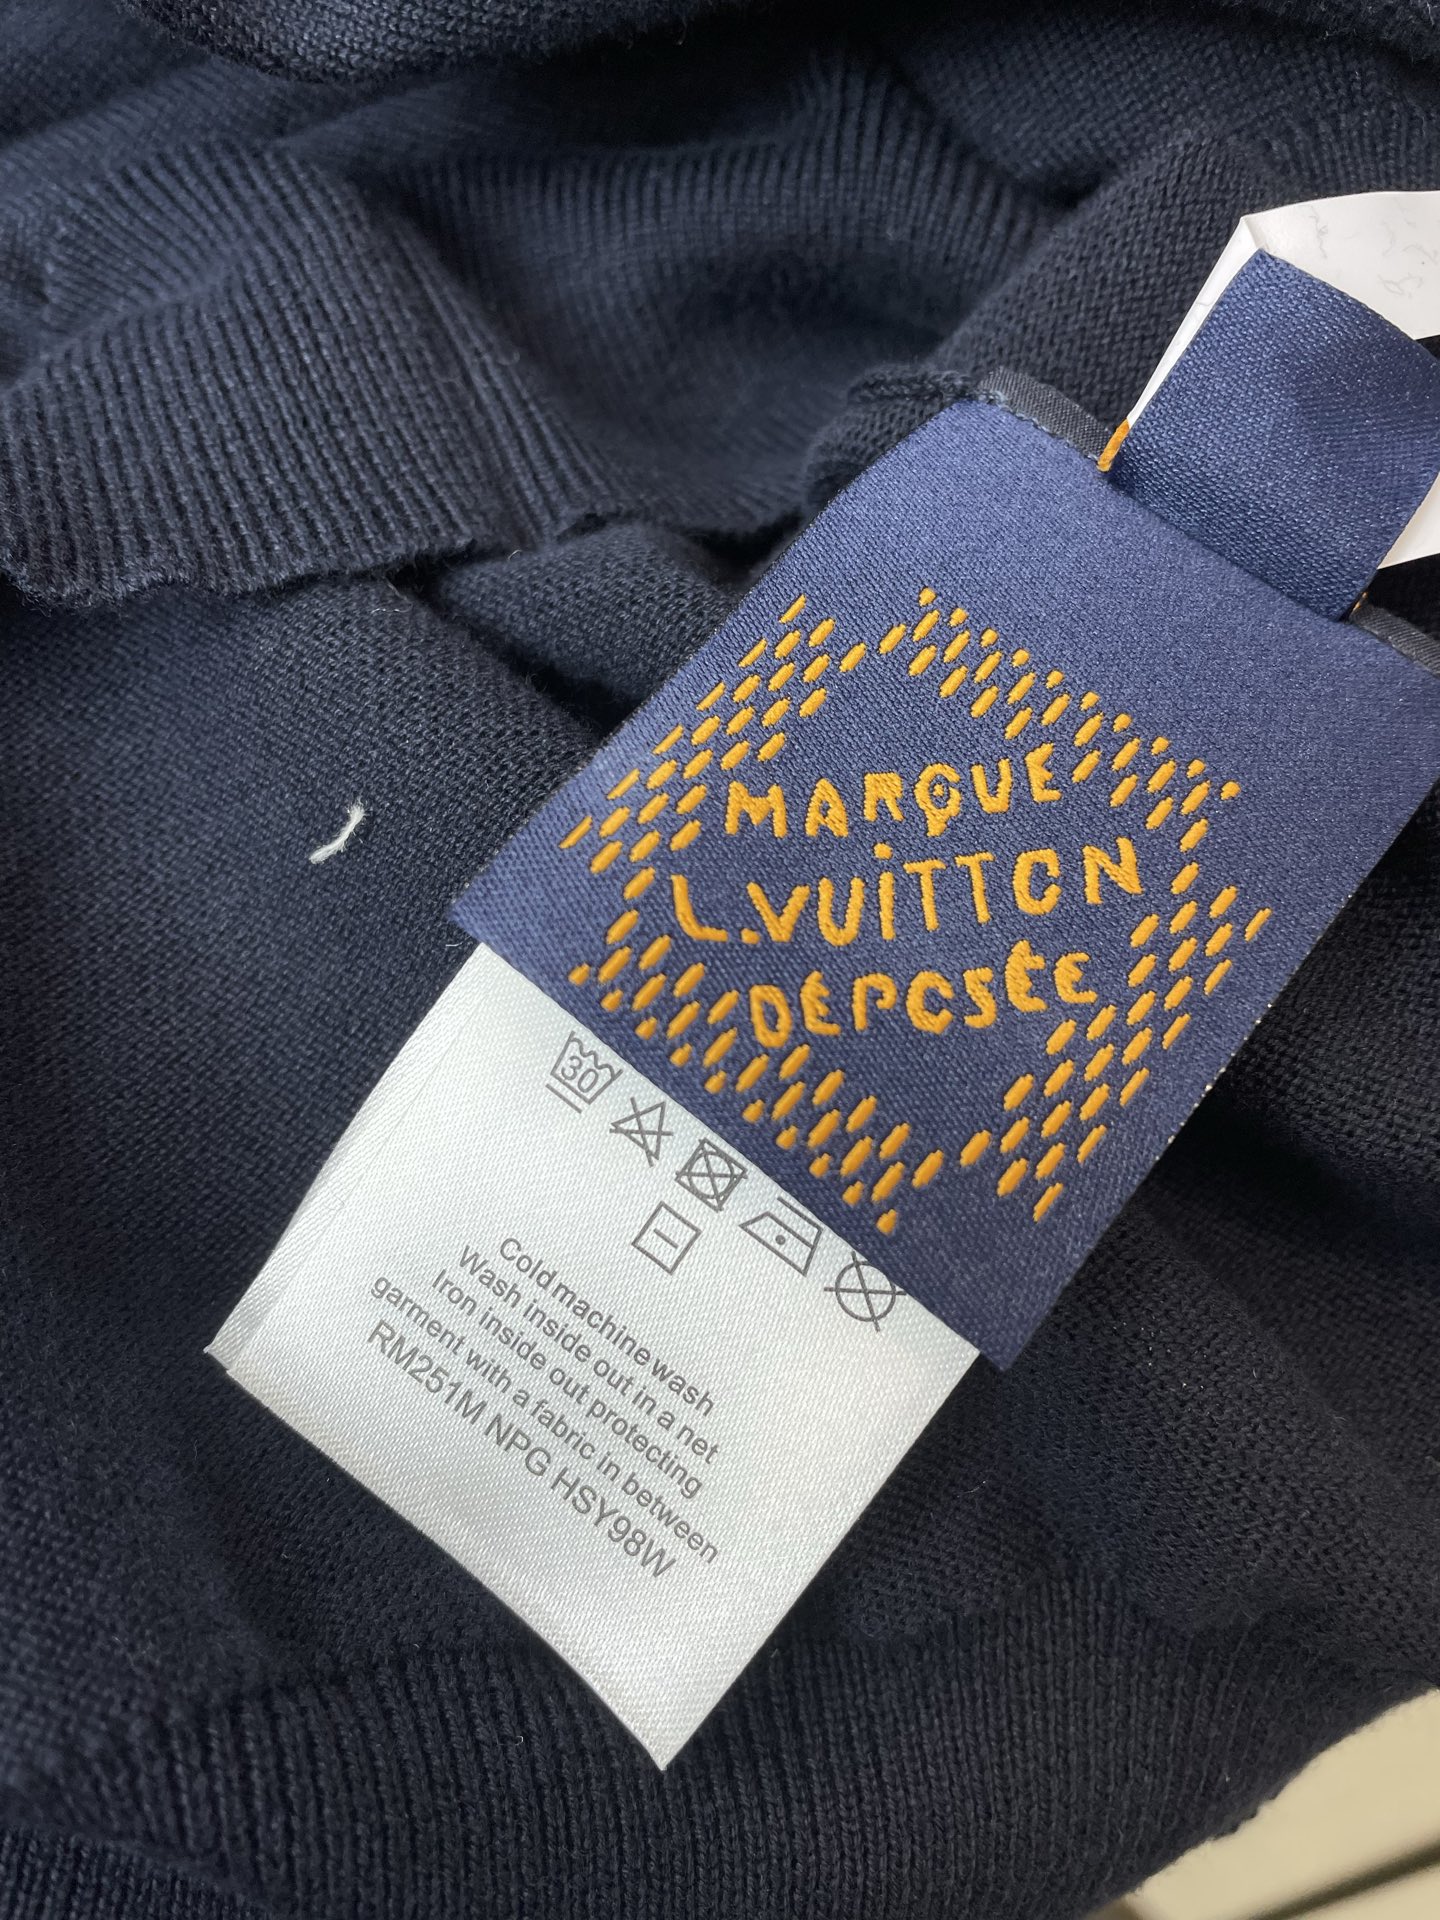 MARQUE
L.VUiTTON
DÉPOSÉE
30
Cold machine wash
Wash inside out in a net
Iron inside out protecting
garment with a fabric in between
RM251M NPG HSY98W